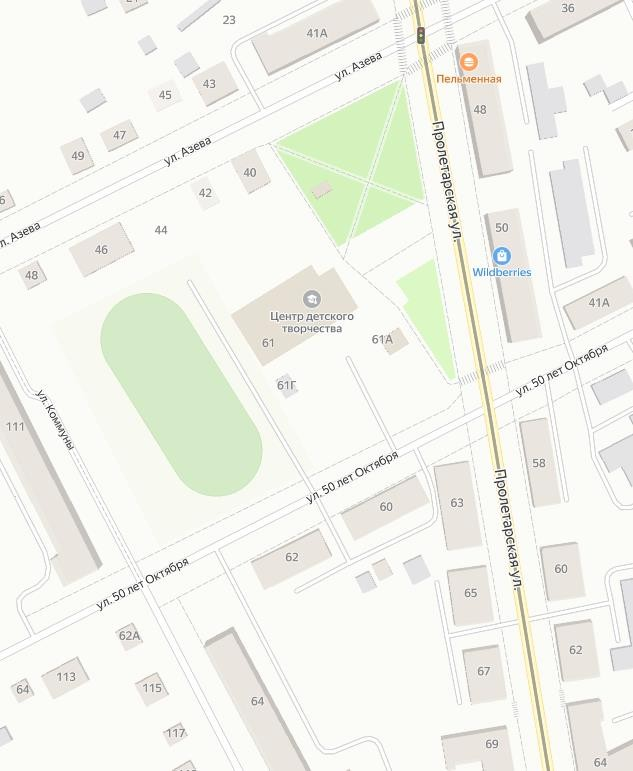 36
23
41А
ул. Азева
Пельменная
43
45
48
Пролетарская ул.
47
ул. Азева
49
40
42
44
50
л. Азева
46
Wildberries
48
Центр детского
творчества
41А
61
61А
ул. 50 лет Октября
61Г
ул. Коммуны
111
58
ул. 50 лет Октября
63
Пролетарская ул.
60
62
60
ул. 50 лет Октября
65
62А
62
67
113
64
115
64
117
69
64